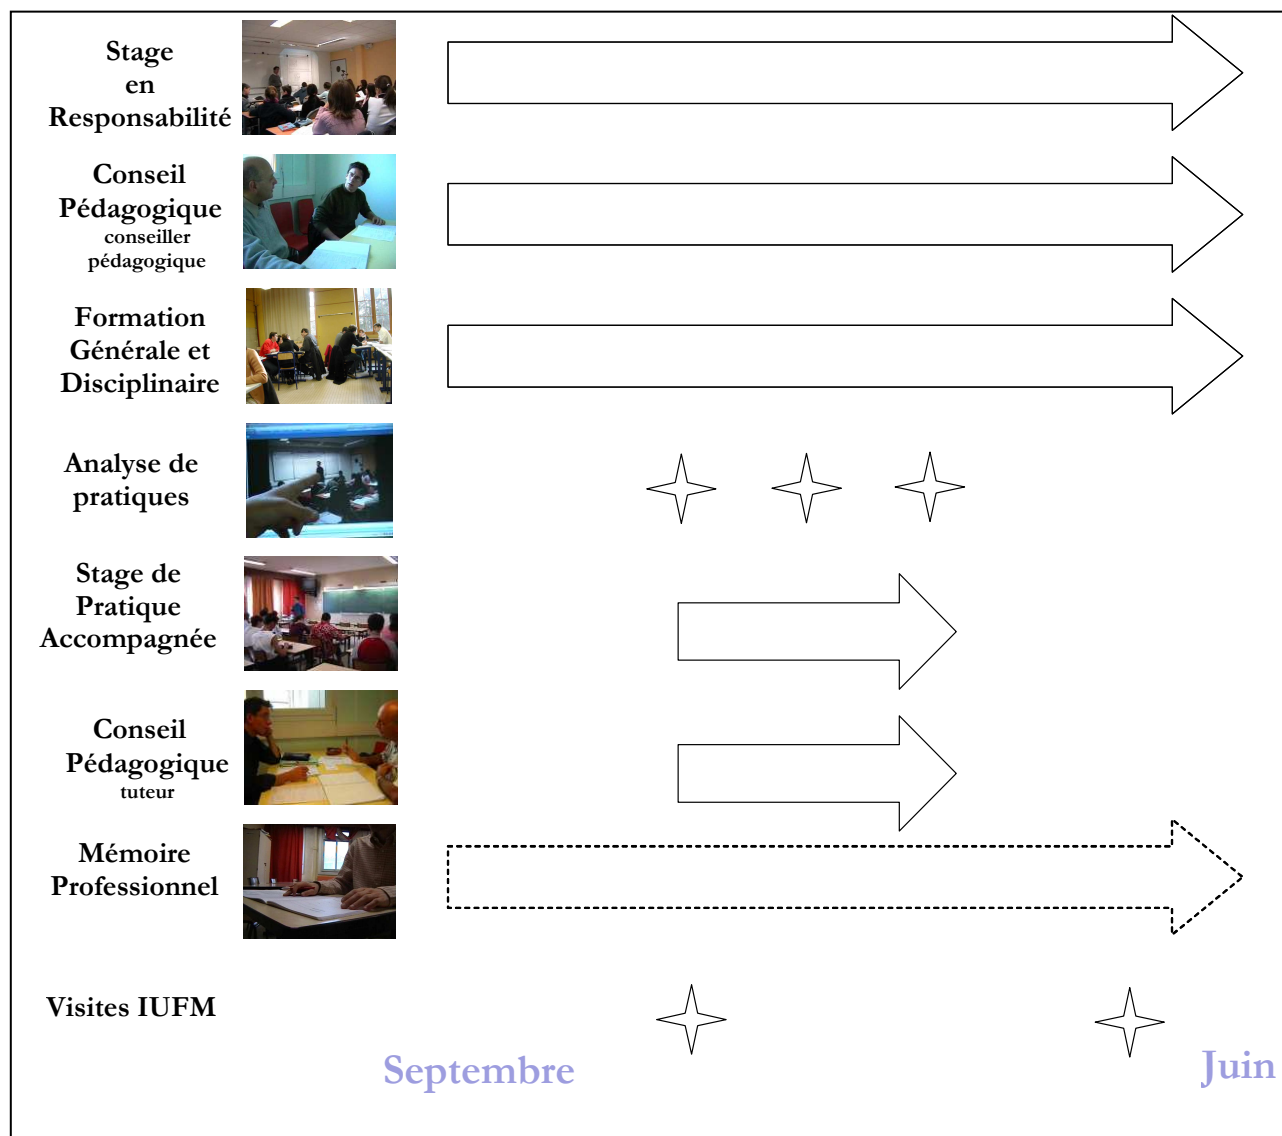 Stage
en
Responsabilité
Conseil
Pédagogique
conseiller
pédagogique
Formation
Générale et
Disciplinaire
Analyse de
pratiques
Stage de
Pratique
Accompagnée
Conseil
Pédagogique
tuteur
Mémoire
Professionnel
Visites IUFM
Septembre
Juin